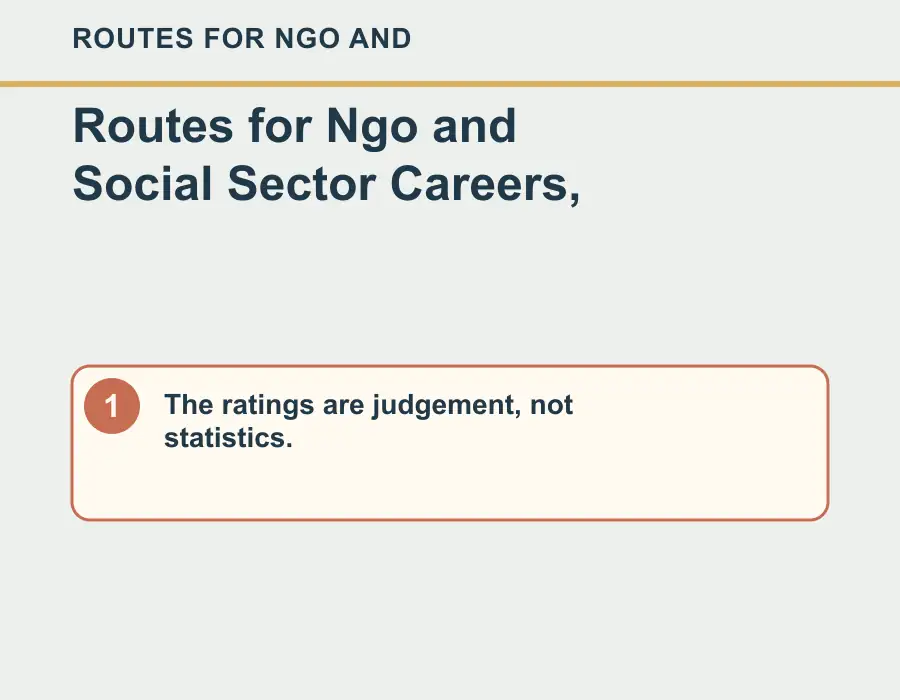 ROUTES FOR NGO AND
Routes for Ngo and
Social Sector Careers,
1
The ratings are judgement, not
statistics.